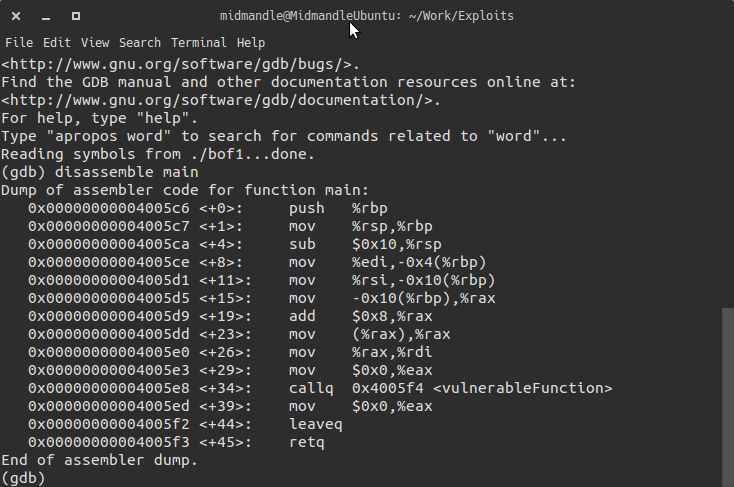 midmandle@MidmandleUbuntu: ~/Work/Exploits
File Edit View Search Terminal Help
<http://www.gnu.org/software/gdb/bugs/>.
Find the GDB manual and other documentation resources online at:
<http://www.gnu.org/software/gdb/documentation/>.
For help, type "help".
Type "apropos word" to search for commands related to "word"...
Reading symbols from ./bof1...done.
(gdb) disassemble main
Dump of assembler code for function main:
   0x00000000004005c6 <+0>:     push   %rbp
   0x00000000004005c7 <+1>:     mov    %rsp,%rbp
   0x00000000004005ca <+4>:     sub    $0x10,%rsp
   0x00000000004005ce <+8>:     mov    %edi,-0x4(%rbp)
   0x00000000004005d1 <+11>:    mov    %rsi,-0x10(%rbp)
   0x00000000004005d5 <+15>:    mov    -0x10(%rbp),%rax
   0x00000000004005d9 <+19>:    add    $0x8,%rax
   0x00000000004005dd <+23>:    mov    (%rax),%rax
   0x00000000004005e0 <+26>:    mov    %rax,%rdi
   0x00000000004005e3 <+29>:    mov    $0x0,%eax
   0x00000000004005e8 <+34>:    callq  0x4005f4 <vulnerableFunction>
   0x00000000004005ed <+39>:    mov    $0x0,%eax
   0x00000000004005f2 <+44>:    leaveq
   0x00000000004005f3 <+45>:    retq
End of assembler dump.
(gdb)